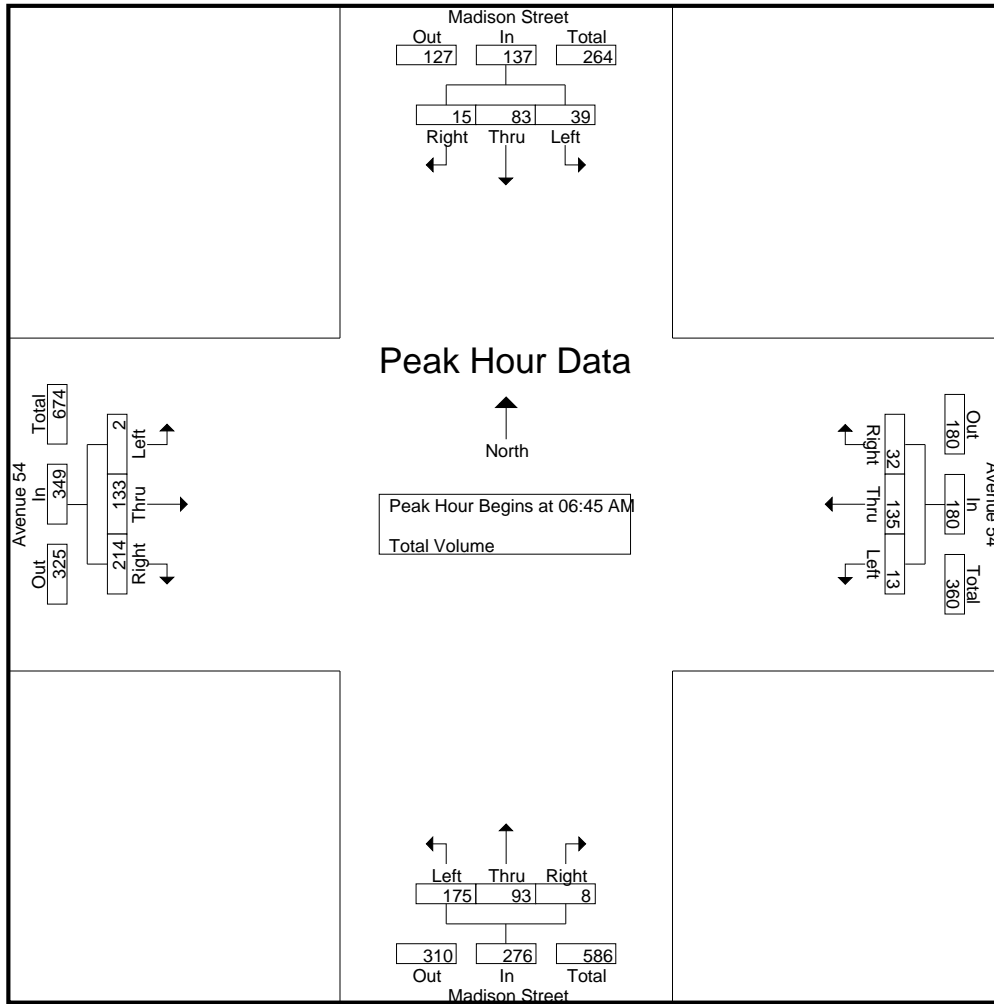 Madison Street
Out In Total
127 137 264
15 83 39
Right Thru Left
Peak Hour Data
North
Peak Hour Begins at 06:45 AM
Total Volume
Avenue 54
Out In Total
325 349 674
Right Thru Left
214 133 2
Avenue 54
Out In Total
180 180 360
Right Thru Left
32 135 13
Left Thru Right
175 93 8
310 276 586
Out In Total
Madison Street